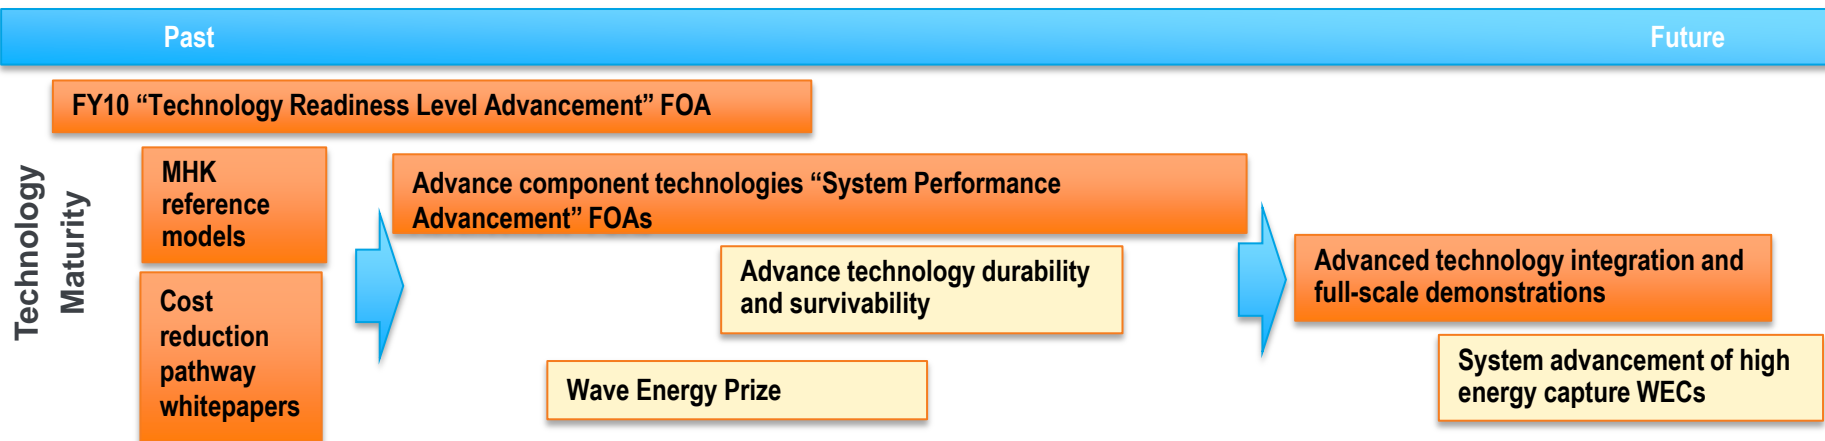 Past
Future
FY10 “Technology Readiness Level Advancement” FOA
Technology
Maturity
MHK
reference
models
Cost
reduction
pathway
whitepapers
Advance component technologies “System Performance
Advancement” FOAs
Advance technology durability
and survivability
Wave Energy Prize
Advanced technology integration and
full-scale demonstrations
System advancement of high
energy capture WECs